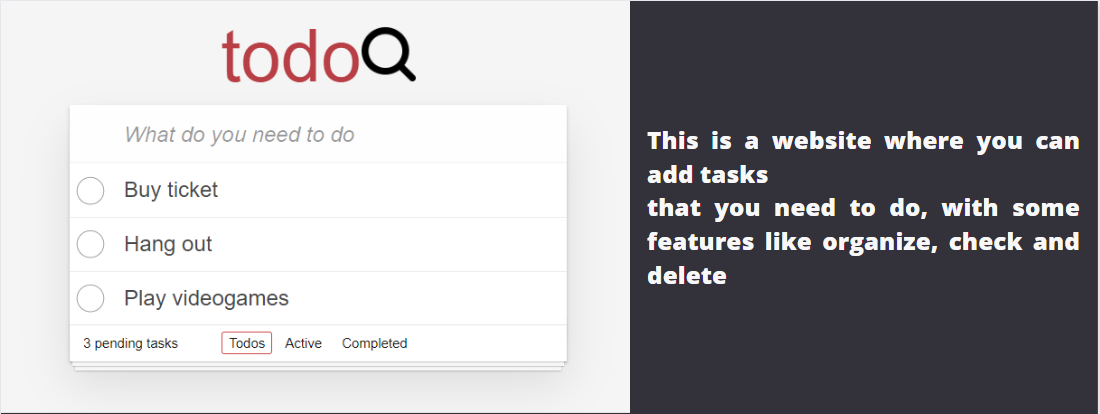 todo
What do you need to do
Buy ticket
Hang out
Play videogames
3 pending tasks Todos Active Completed
This is a website where you can
add tasks
that you need to do, with some
features like organize, check and
delete